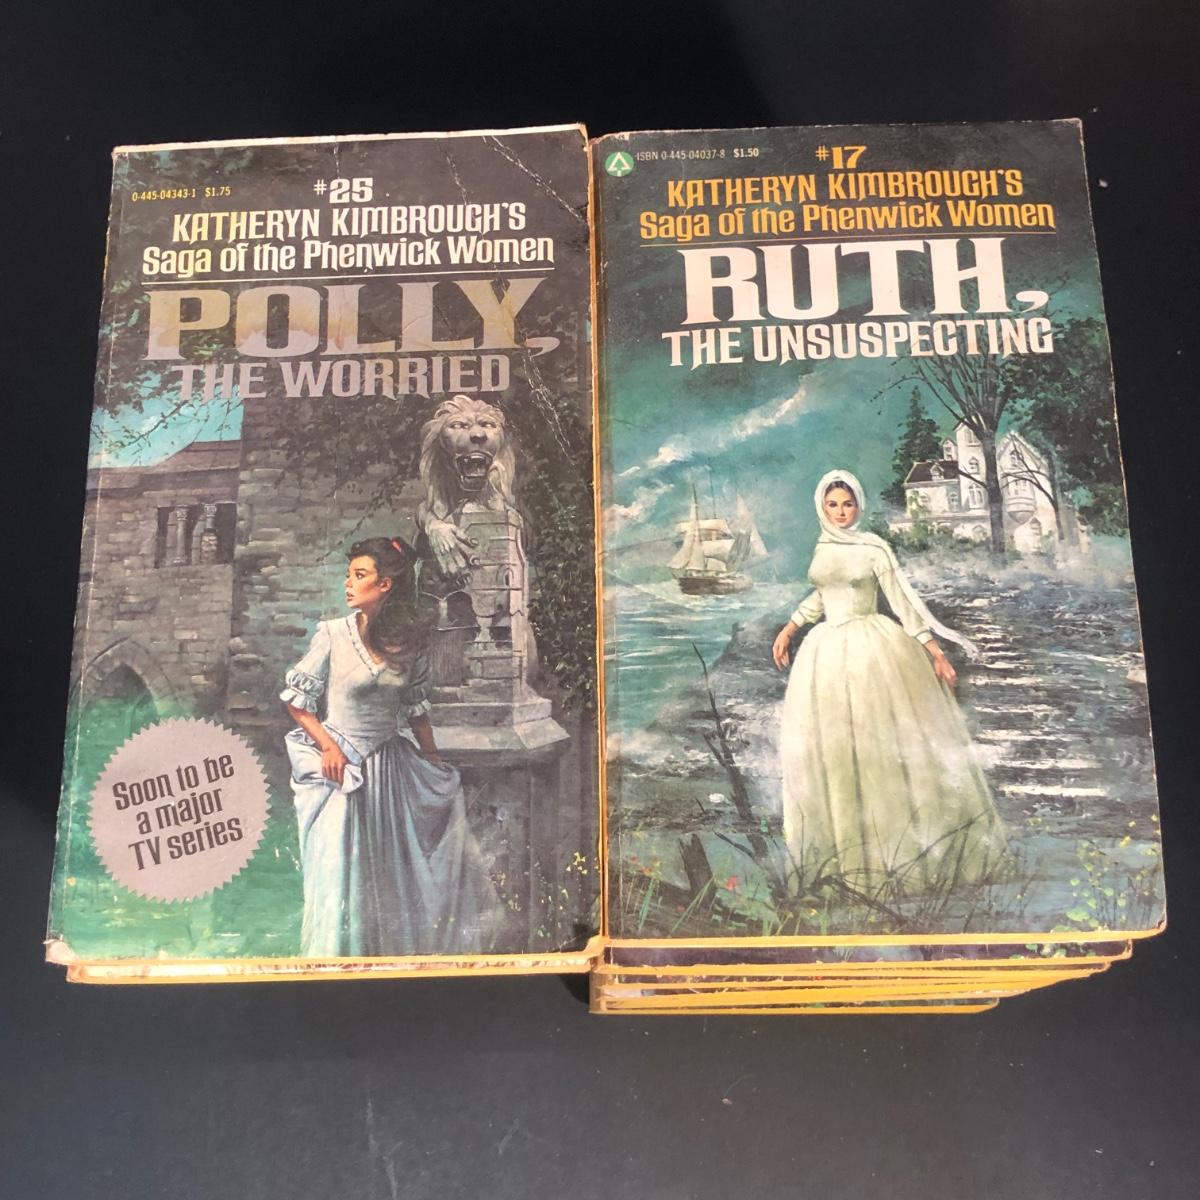 0-445-04343-1 $1.75
#25
KATHERYN KIMBROUGH'S
Saga of the Phenwick Women
POLLY,
THE WORRIED
Soon to be
a major
TV series
ISBN 0-445-04037-8 $1.50
#17
KATHERYN KIMBROUGH'S
Saga of the Phenwick Women
RUTH,
THE UNSUSPECTING